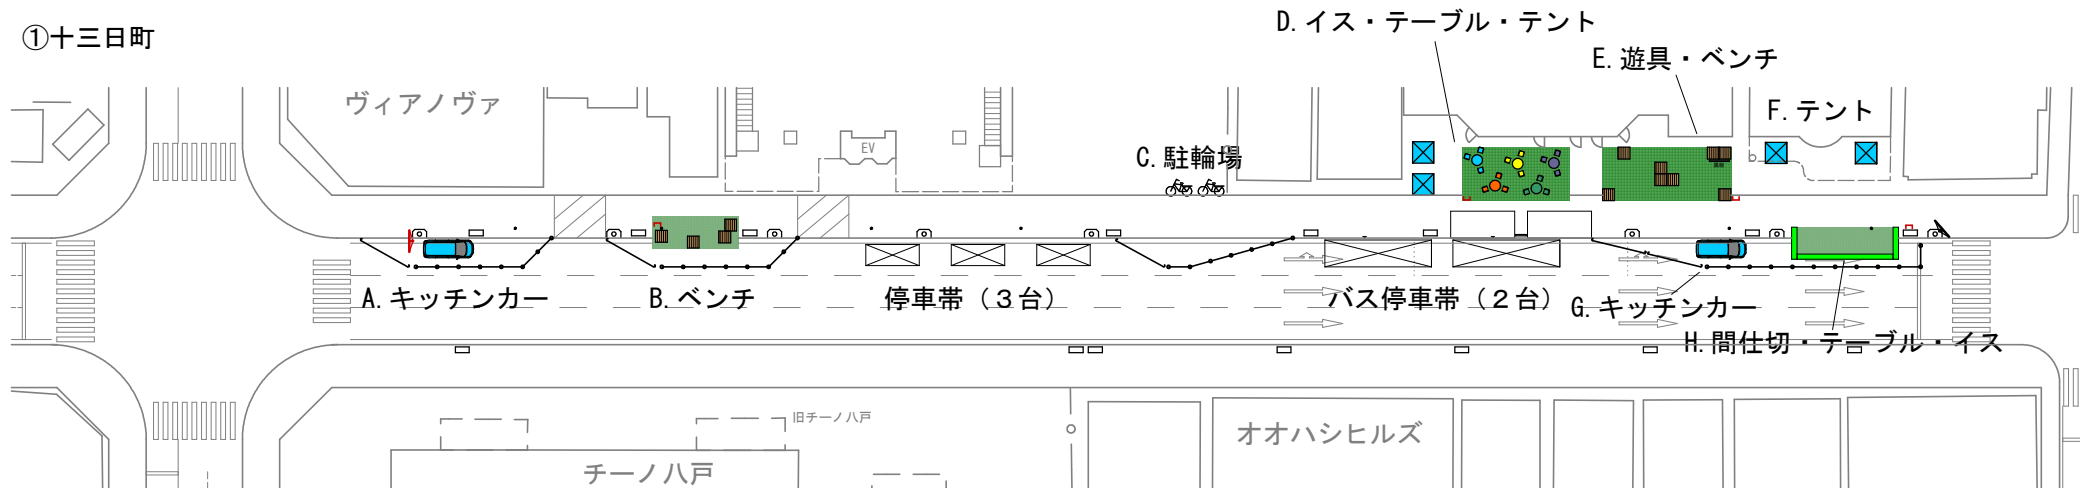 ①十三日町
D.イス・テーブル・テント
E.遊具・ベンチ
ヴィアノヴァ
F.テント
EV
C.駐輪場
A.キッチンカー
B.ベンチ
停車帯（３台）
バス停車帯（２台）
G.キッチンカー
H.間仕切・テーブル・イス
旧チーノ八戸
オオハシヒルズ
チーノ八戸